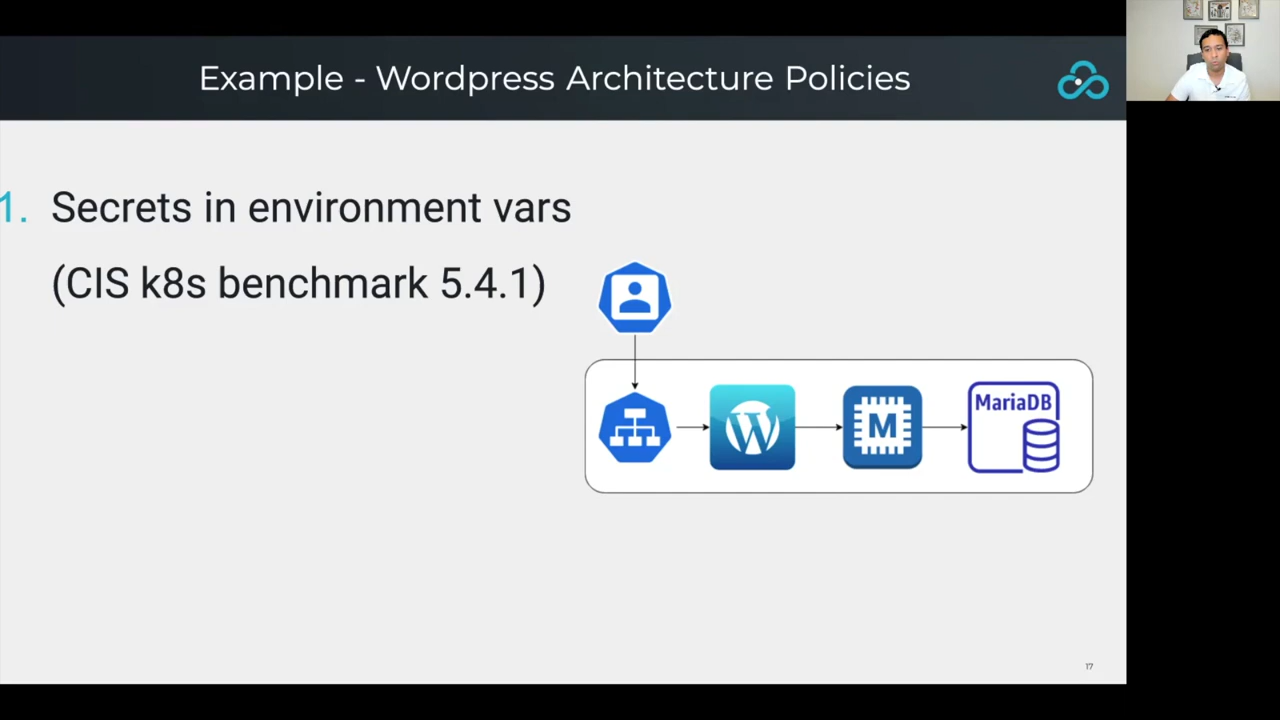 Example - Wordpress Architecture Policies
1. Secrets in environment vars
(CIS k8s benchmark 5.4.1)
M
MariaDB
17